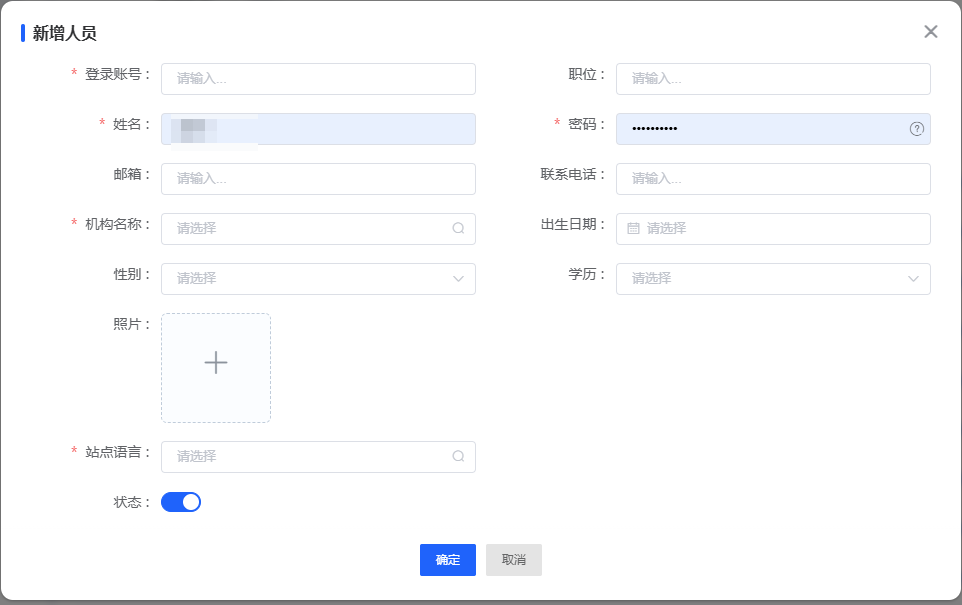 新增人员
* 登录账号： 请输入... 职位： 请输入...
* 姓名： * 密码： ••••••••••
邮箱： 请输入... 联系电话： 请输入...
* 机构名称： 请选择 出生日期： 请选择
性别： 请选择 学历： 请选择
照片：
* 站点语言： 请选择
状态：
确定 取消